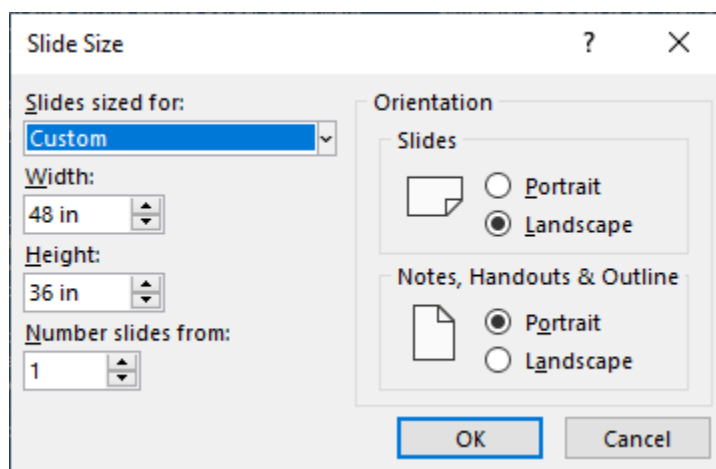 Slide Size
?
Slides sized for:
Custom
Width:
48 in
Height:
36 in
Number slides from:
1
Orientation
Slides
Portrait
Landscape
Notes, Handouts & Outline
Portrait
Landscape
OK
Cancel